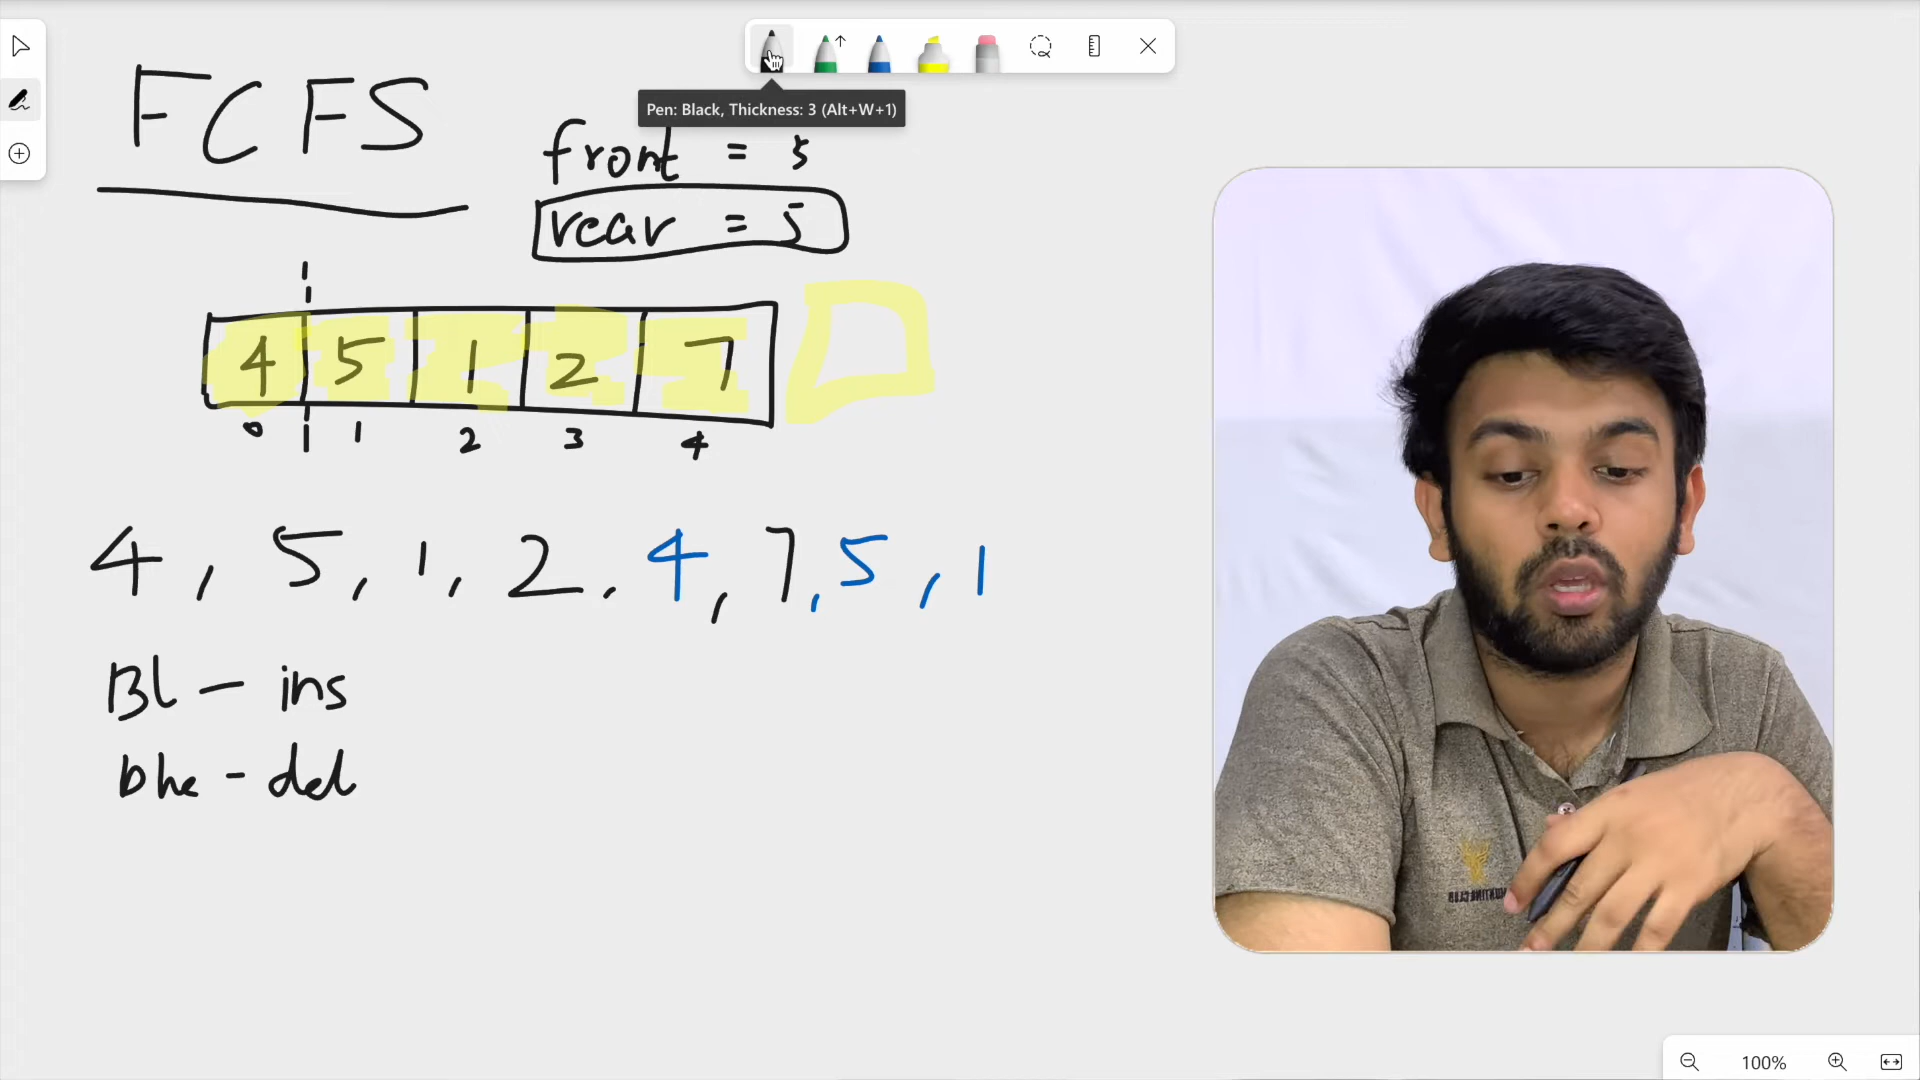 FCFS
Pen: Black, Thickness: 3 (Alt+W+1)
front = 5
rear = 5
4 5 1 2 7
0 1 2 3 4
4, 5, 1, 2, 4, 7, 5, 1
Bl - ins
bhe - del
100%